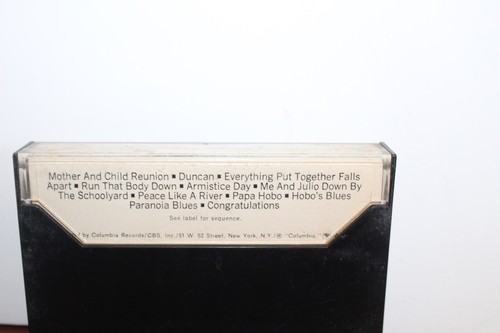 Mother And Child Reunion ■ Duncan ■ Everything Put Together Falls
Apart ■ Run That Body Down ■ Armistice Day ■ Me And Julio Down By
The Schoolyard ■ Peace Like A River ■ Papa Hobo ■ Hobo's Blues
Paranoia Blues ■ Congratulations
See label for sequence.
by Columbia Records/CBS, Inc./51 W. 52 Street, New York, N.Y./® "Columbia,"